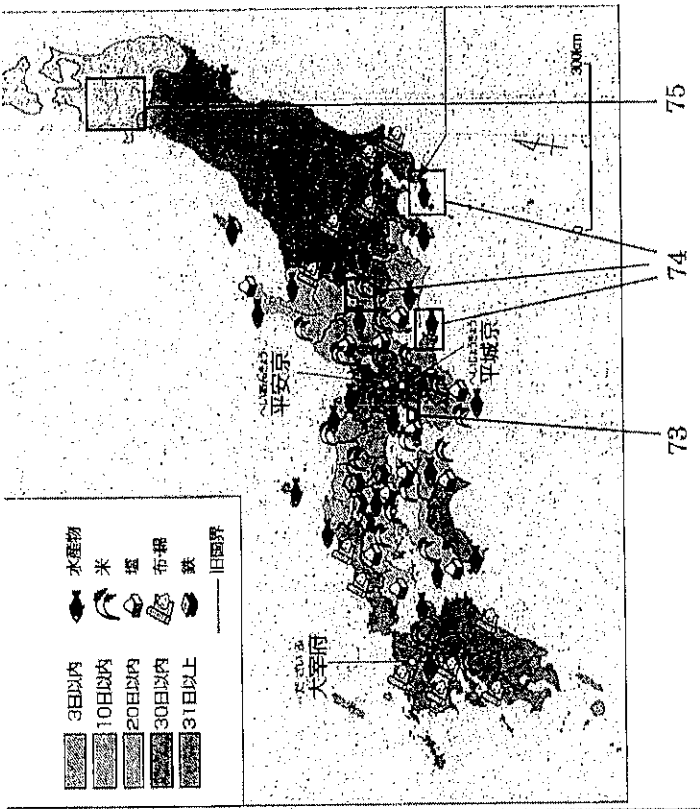 3日以内
10日以内
20日以内
30日以内
31日以上
水産物
米
塩
布・綿
鉄
旧国界
だざいふ
大宰府
へいあんきょう
平安京
へいじょうきょう
平城京
0
300km
73
74
75